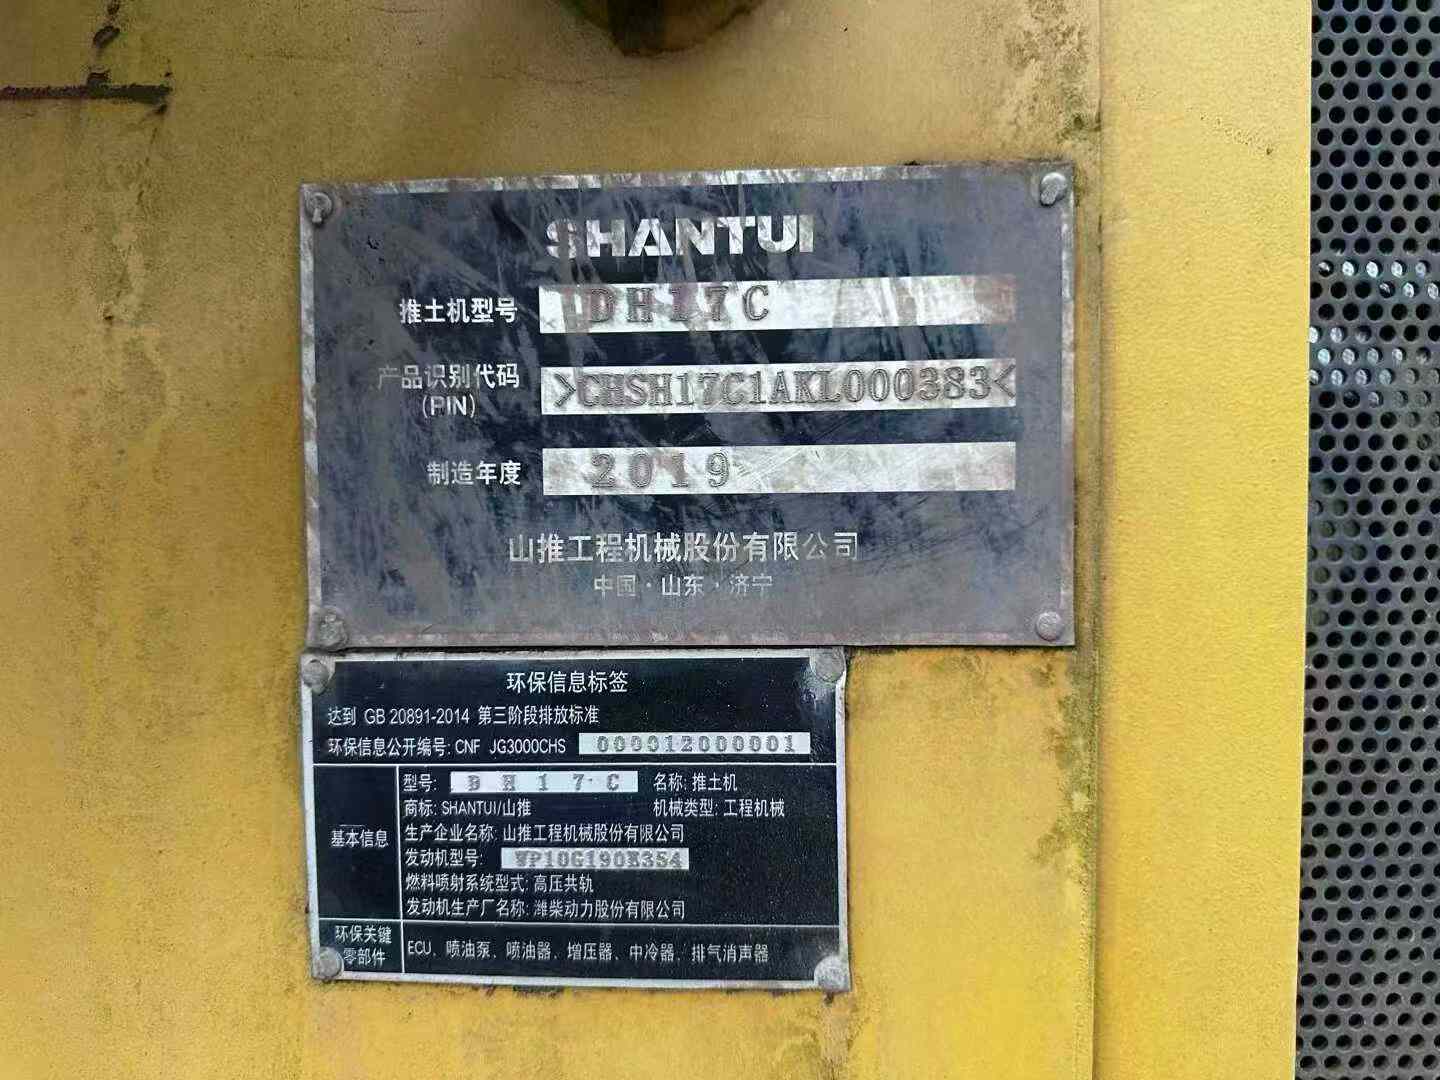 SHANTUI
推土机型号 DH17C
产品识别代码 >CHSH17C1AKL000383<
(PIN)
制造年度 2019
山推工程机械股份有限公司
中国·山东·济宁
环保信息标签
达到 GB 20891-2014 第三阶段排放标准
环保信息公开编号: CNF JG3000CHS 000012000001
基本信息
型号: DH17C 名称: 推土机
商标: SHANTUI/山推 机械类型: 工程机械
生产企业名称: 山推工程机械股份有限公司
发动机型号: WP10G190E354
燃料喷射系统型式: 高压共轨
发动机生产厂名称: 潍柴动力股份有限公司
环保关键
零部件
ECU、喷油泵、喷油器、增压器、中冷器、排气消声器